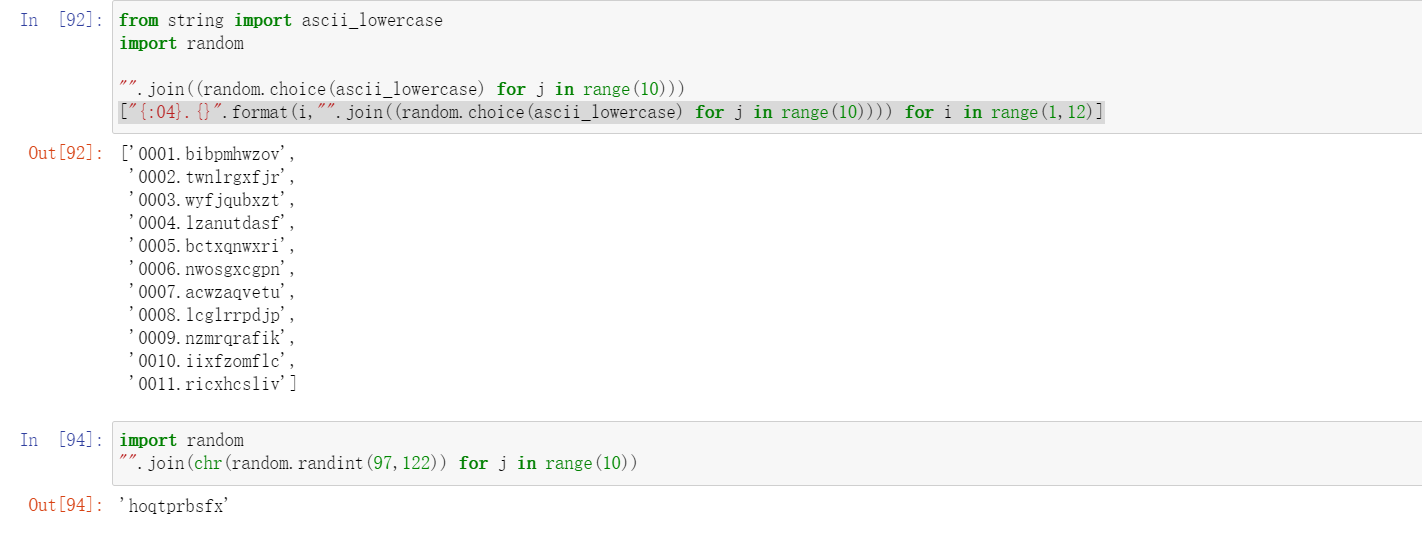 In [92]: from string import ascii_lowercase
import random
"".join((random.choice(ascii_lowercase) for j in range(10)))
["{:04}.{}".format(i,"".join((random.choice(ascii_lowercase) for j in range(10)))) for i in range(1,12)]
Out[92]: ['0001.bibpmhwzov',
'0002.twnlrgxfjr',
'0003.wyfjqubxzt',
'0004.lzanutdasf',
'0005.bctxqnwxri',
'0006.nwosgxcgpn',
'0007.acwzaqvetu',
'0008.lcglrrpdjp',
'0009.nzmrqrafik',
'0010.iixfzomflc',
'0011.ricxhcsliv']
In [94]: import random
"".join(chr(random.randint(97,122)) for j in range(10))
Out[94]: 'hoqtprbsfx'